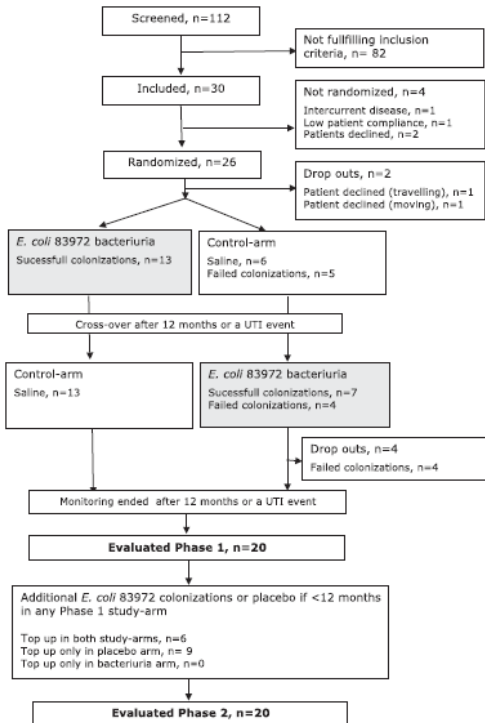 Screened, n=112
Not fullfilling inclusion
criteria, n= 82
Included, n=30
Not randomized, n=4
Intercurrent disease, n=1
Low patient compliance, n=1
Patients declined, n=2
Randomized, n=26
Drop outs, n=2
Patient declined (travelling), n=1
Patient declined (moving), n=1
E. coli 83972 bacteriuria
Sucessfull colonizations, n=13
Control-arm
Saline, n=6
Failed colonizations, n=5
Cross-over after 12 months or a UTI event
Control-arm
Saline, n=13
E. coli 83972 bacteriuria
Sucessfull colonizations, n=7
Failed colonizations, n=4
Drop outs, n=4
Failed colonizations, n=4
Monitoring ended after 12 months or a UTI event
Evaluated Phase 1, n=20
Additional E. coli 83972 colonizations or placebo if <12 months
in any Phase 1 study-arm
Top up in both study-arms, n=6
Top up only in placebo arm, n= 9
Top up only in bacteriuria arm, n=0
Evaluated Phase 2, n=20